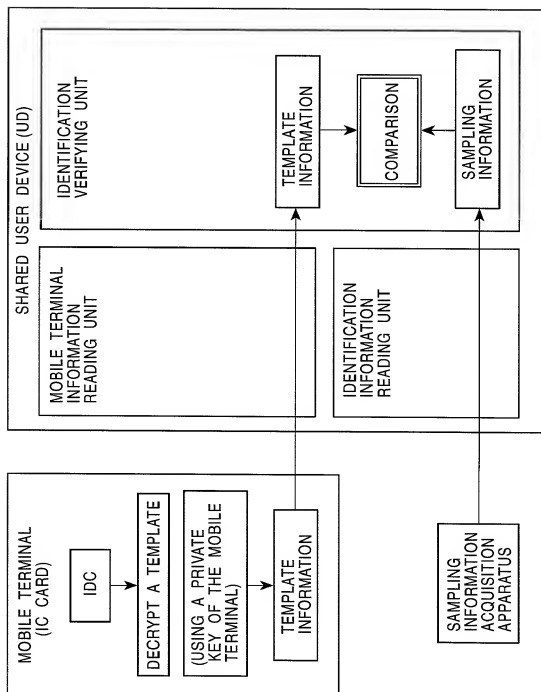 MOBILE TERMINAL
(IC CARD)
IDC
DECRYPT A TEMPLATE
(USING A PRIVATE
KEY OF THE MOBILE
TERMINAL)
TEMPLATE
INFORMATION
SAMPLING
INFORMATION
ACQUISITION
APPARATUS
SHARED USER DEVICE (UD)
MOBILE TERMINAL
INFORMATION
READING UNIT
IDENTIFICATION
INFORMATION
READING UNIT
IDENTIFICATION
VERIFYING UNIT
TEMPLATE
INFORMATION
COMPARISON
SAMPLING
INFORMATION